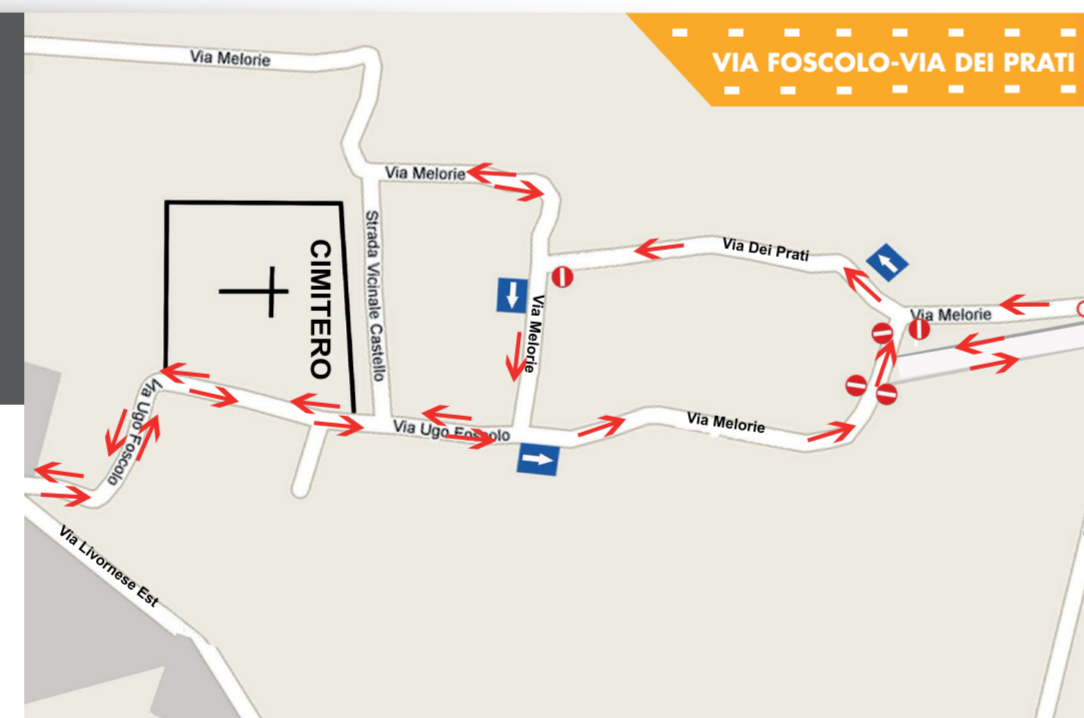 VIA FOSCOLO-VIA DEI PRATI
Via Melorie
Via Melorie
Strada Vicinale Castello
CIMITERO
Via Dei Prati
Via Melorie
Via Melorie
Via Ugo Foscolo
Via Melorie
Via Ugo Foscolo
Via Livornese Est